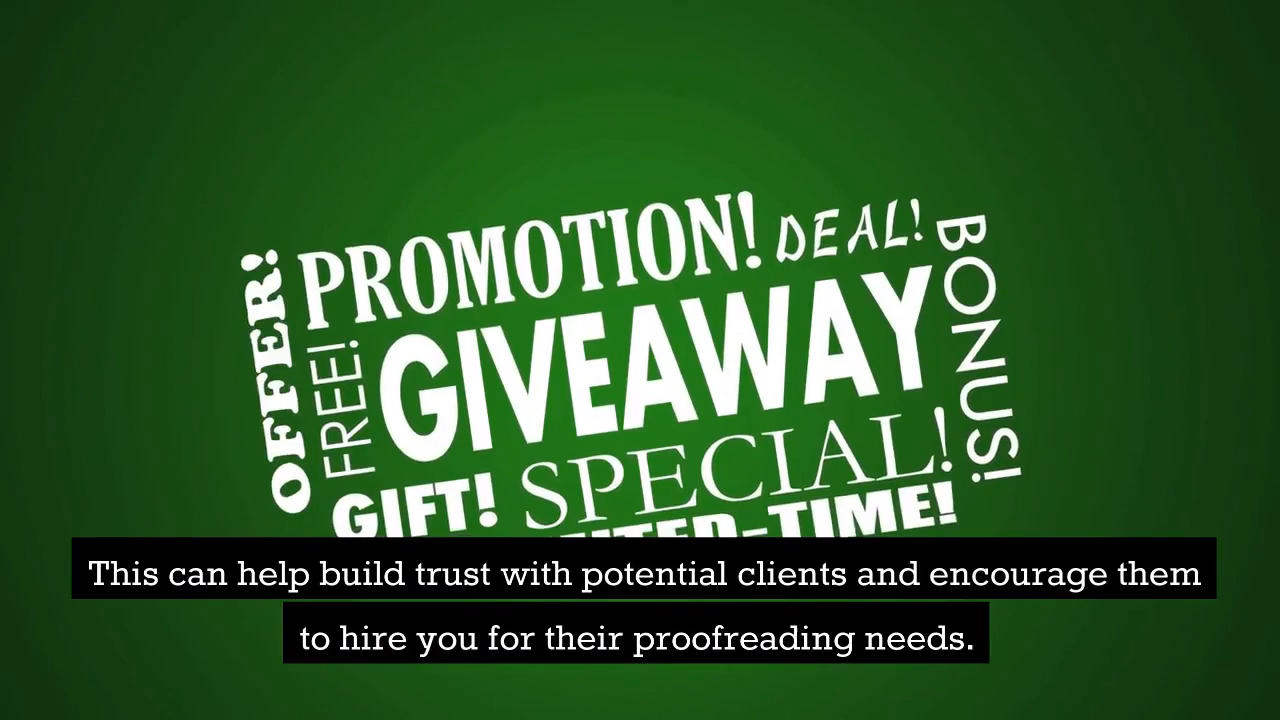 OFFER!
PROMOTION!
DEAL!
BONUS!
FREE!
GIVEAWAY
GIFT!
SPECIAL!
This can help build trust with potential clients and encourage them
to hire you for their proofreading needs.